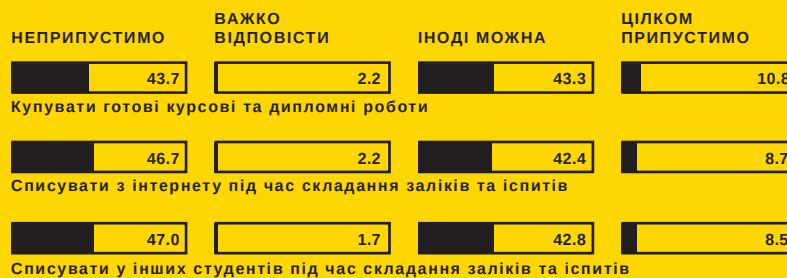 НЕПРИПУСТИМО
ВАЖКО
ВІДПОВІСТИ
ІНОДІ МОЖНА
ЦІЛКОМ
ПРИПУСТИМО
43.7 2.2 43.3 10.8
Купувати готові курсові та дипломні роботи
46.7 2.2 42.4 8.7
Списувати з інтернету під час складання заліків та іспитів
47.0 1.7 42.8 8.5
Списувати у інших студентів під час складання заліків та іспитів